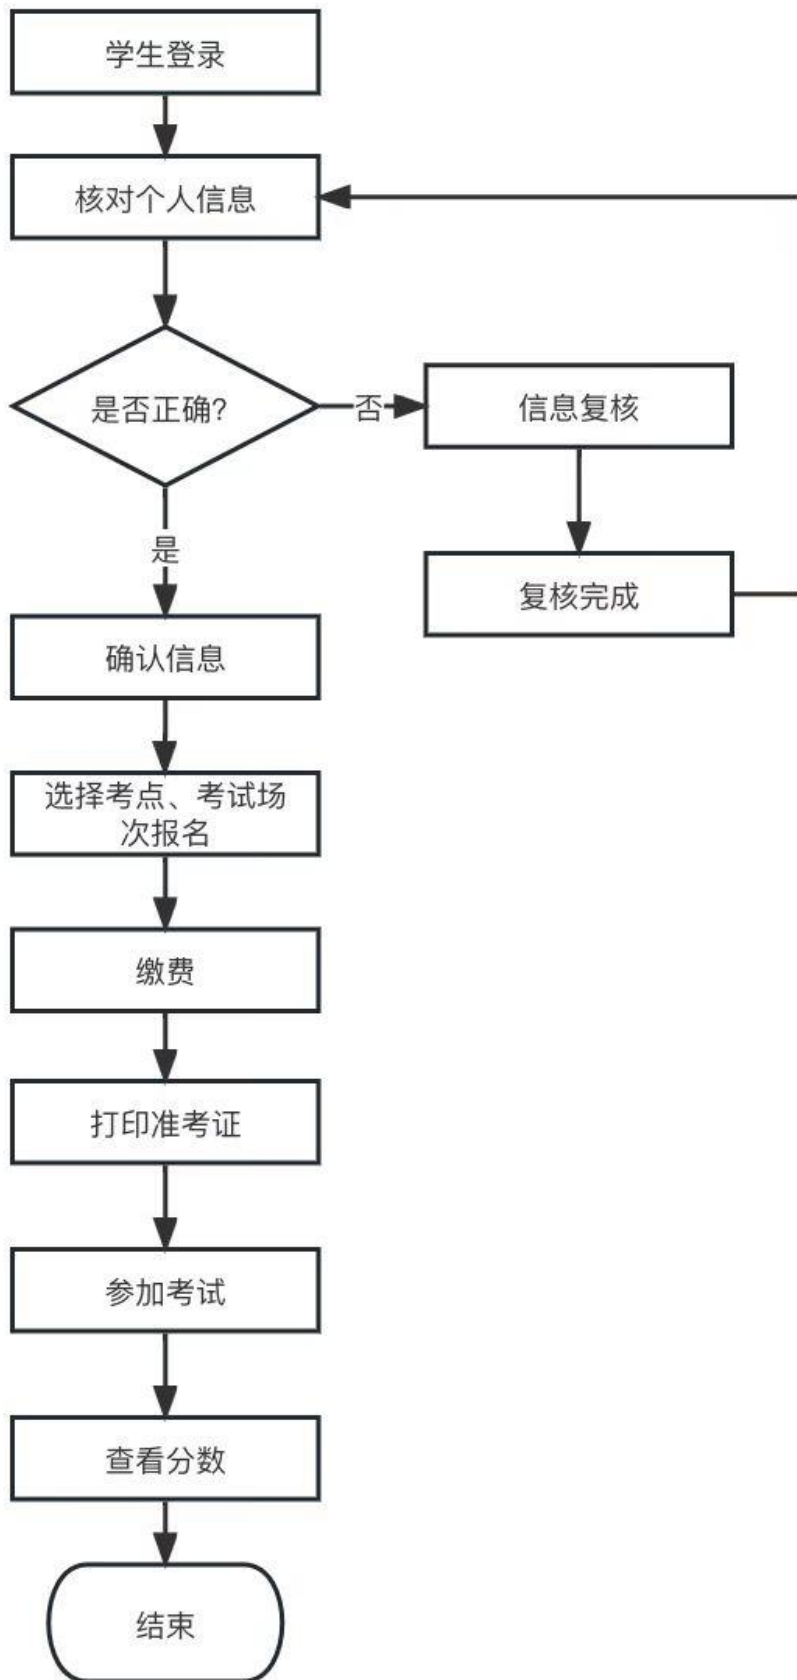 学生登录
核对个人信息
是否正确?
否
信息复核
是
复核完成
确认信息
选择考点、考试场
次报名
缴费
打印准考证
参加考试
查看分数
结束